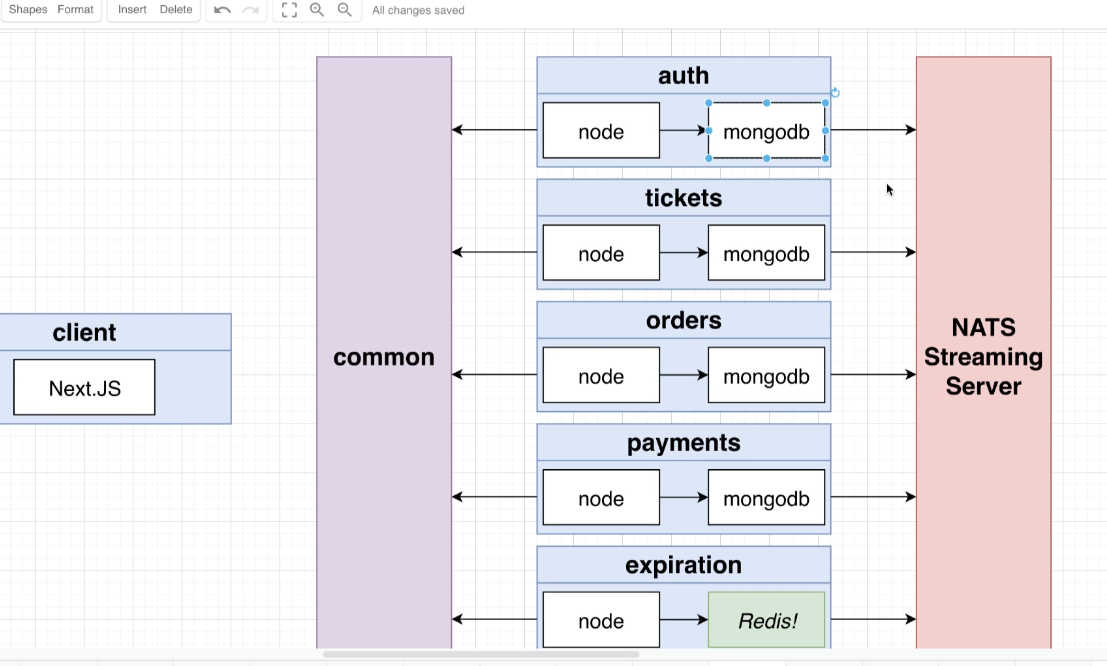 Shapes Format Insert Delete All changes saved
auth
node mongodb
tickets
node mongodb
orders
node mongodb
payments
node mongodb
expiration
node Redis!
client
Next.JS
common
NATS
Streaming
Server